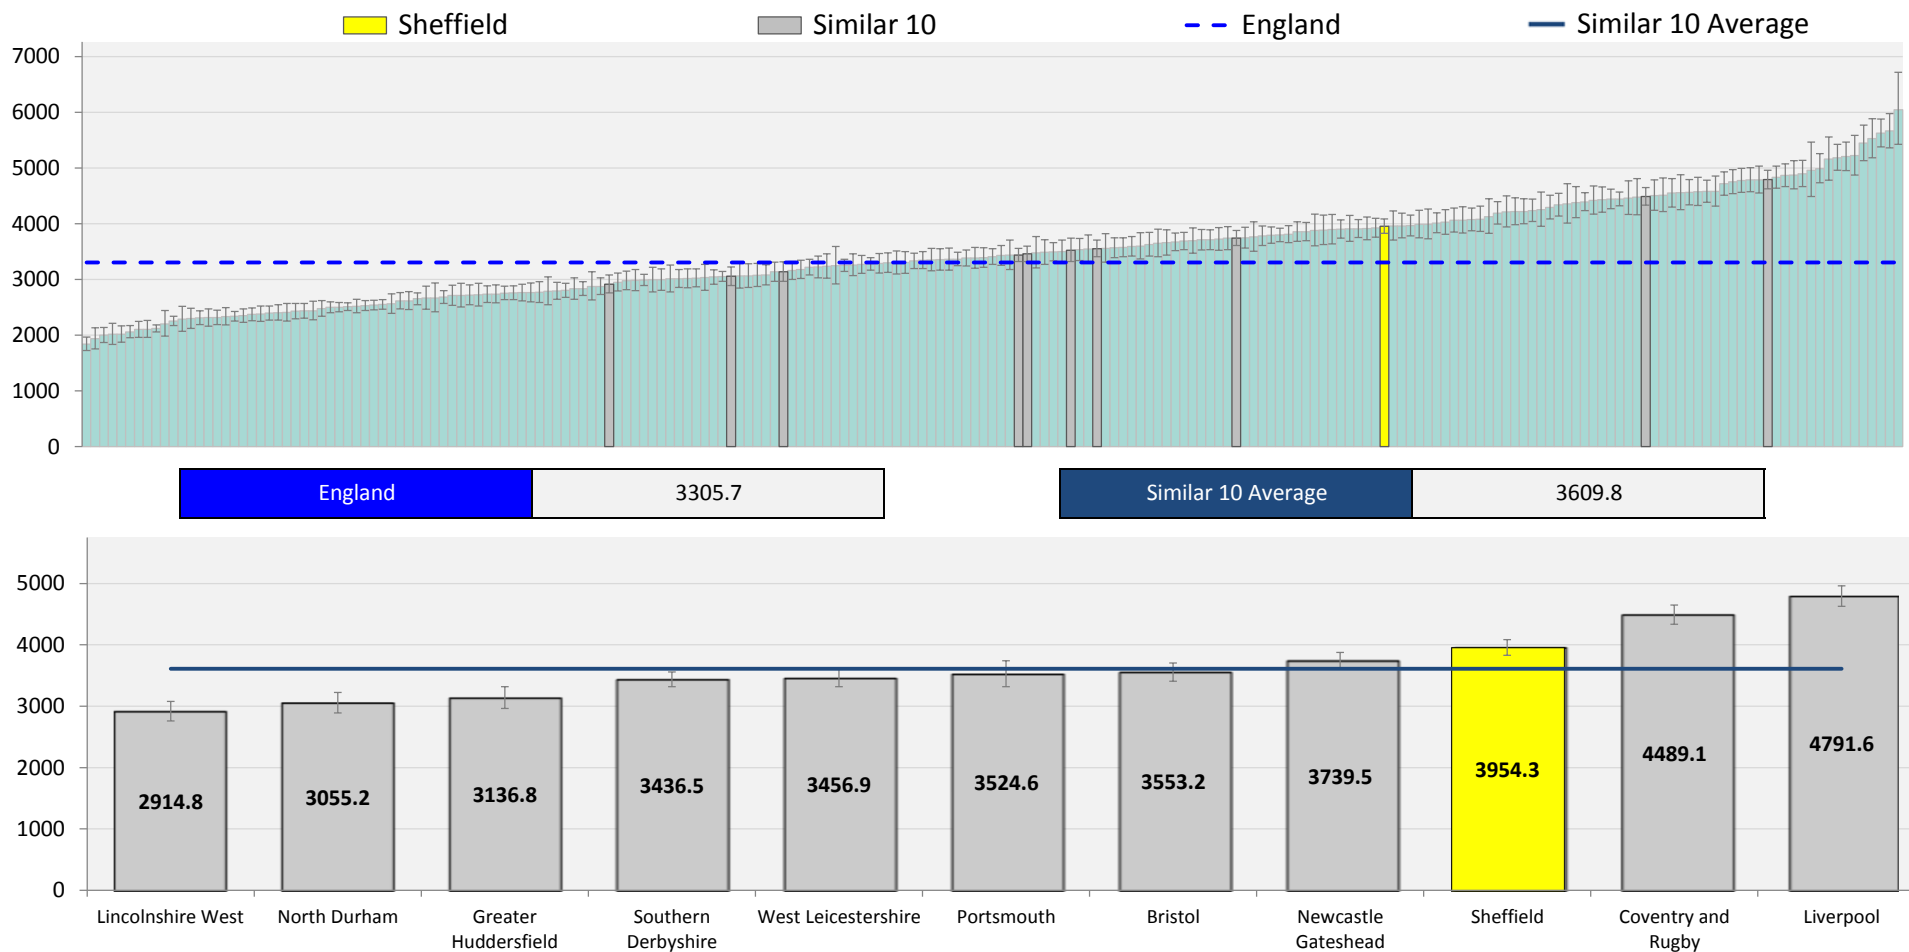 Sheffield Similar 10 England Similar 10 Average
7000
6000
5000
4000
3000
2000
1000
0
England 3305.7 Similar 10 Average 3609.8
5000
4000
3000
2000
1000
0
2914.8 3055.2 3136.8 3436.5 3456.9 3524.6 3553.2 3739.5 3954.3 4489.1 4791.6
Lincolnshire West
North Durham
Greater
Huddersfield
Southern
Derbyshire
West Leicestershire
Portsmouth
Bristol
Newcastle
Gateshead
Sheffield
Coventry and
Rugby
Liverpool